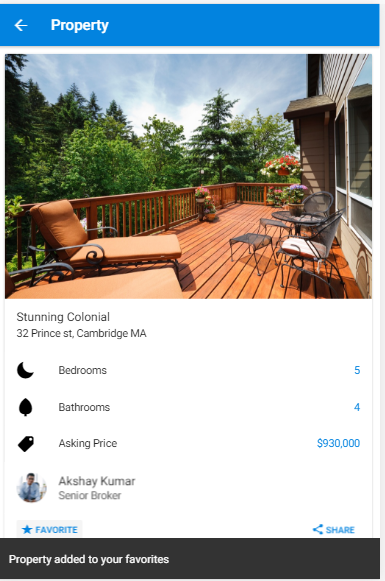 Property
Stunning Colonial
32 Prince st, Cambridge MA
Bedrooms 5
Bathrooms 4
Asking Price $930,000
Akshay Kumar
Senior Broker
FAVORITE SHARE
Property added to your favorites